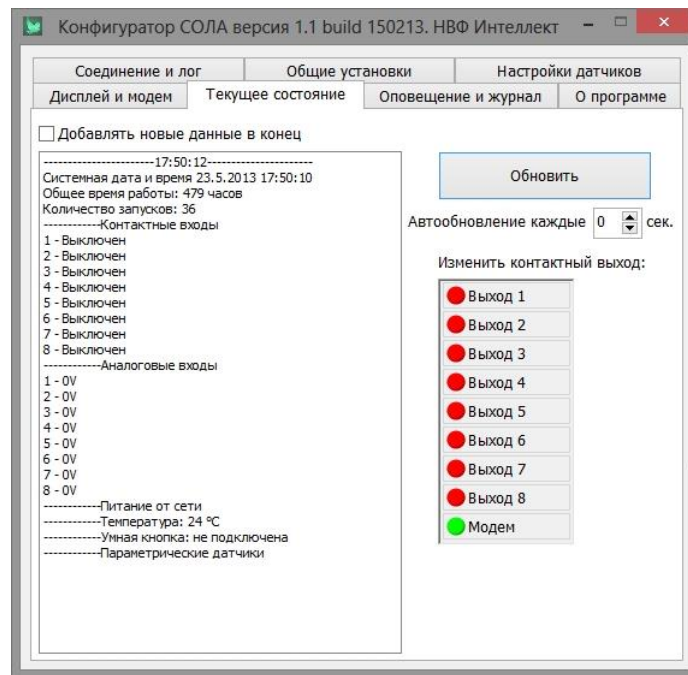 Конфигуратор СОЛА версия 1.1 build 150213. НВФ Интеллект
Соединение и лог
Общие установки
Настройки датчиков
Дисплей и модем
Текущее состояние
Оповещение и журнал
О программе
Добавлять новые данные в конец
-----------------------17:50:12----------------------
Системная дата и время 23.5.2013 17:50:10
Общее время работы: 479 часов
Количество запусков: 36
------------Контактные входы
1 - Выключен
2 - Выключен
3 - Выключен
4 - Выключен
5 - Выключен
6 - Выключен
7 - Выключен
8 - Выключен
------------Аналоговые входы
1 - 0V
2 - 0V
3 - 0V
4 - 0V
5 - 0V
6 - 0V
7 - 0V
8 - 0V
------------Питание от сети
------------Температура: 24 °C
------------Умная кнопка: не подключена
------------Параметрические датчики
Обновить
Автообновление каждые 0 сек.
Изменить контактный выход:
Выход 1
Выход 2
Выход 3
Выход 4
Выход 5
Выход 6
Выход 7
Выход 8
Модем